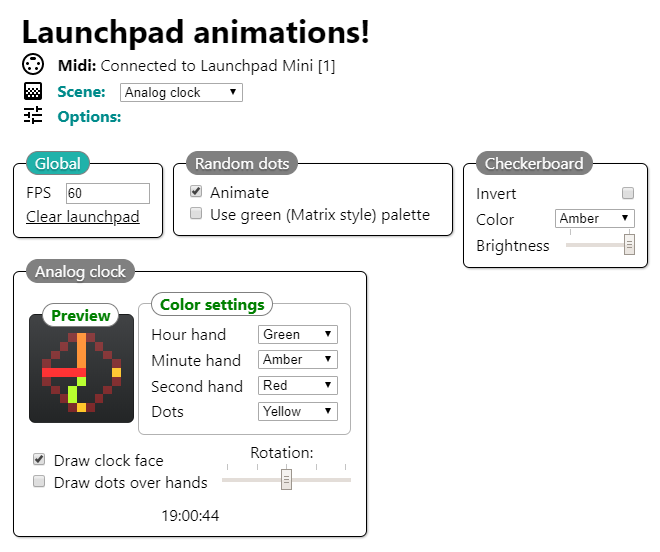 Launchpad animations!
Midi: Connected to Launchpad Mini [1]
Scene: Analog clock
Options:
Global
FPS 60
Clear launchpad
Random dots
Animate
Use green (Matrix style) palette
Checkerboard
Invert
Color Amber
Brightness
Analog clock
Preview
Color settings
Hour hand Green
Minute hand Amber
Second hand Red
Dots Yellow
Draw clock face
Draw dots over hands
Rotation:
19:00:44